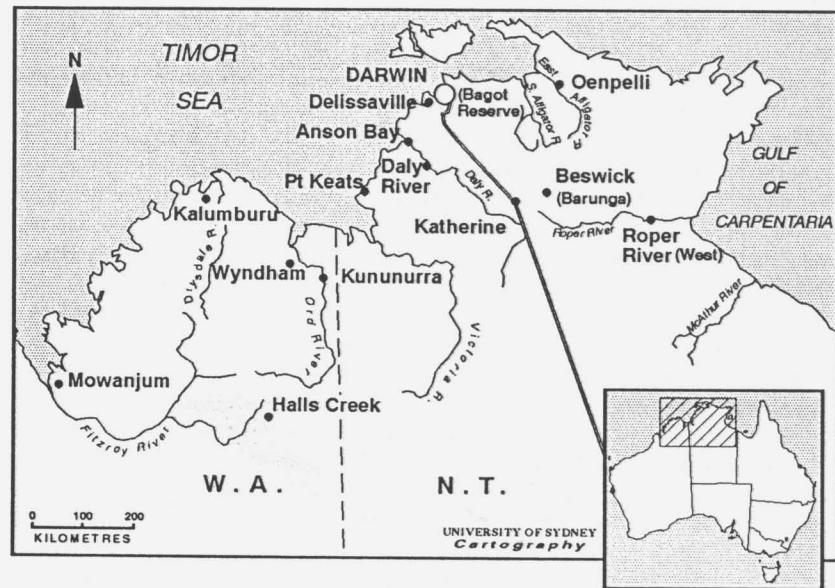 TIMOR
SEA
N
DARWIN
(Bagot
Reserve)
Delissaville
Anson Bay
Daly
River
Daly R.
Pt Keats
East
Alligator
R
S. Alligator R
Oenpelli
GULF
OF
CARPENTARIA
Beswick
(Barunga)
Katherine
Roper River
Roper
River (West)
McArthur River
Kalumburu
Drysdale R.
Wyndham
Kununurra
Ord River
Victoria R.
Mowanjum
Fitzroy River
Halls Creek
W. A.
N. T.
0 100 200
KILOMETRES
UNIVERSITY OF SYDNEY
Cartography